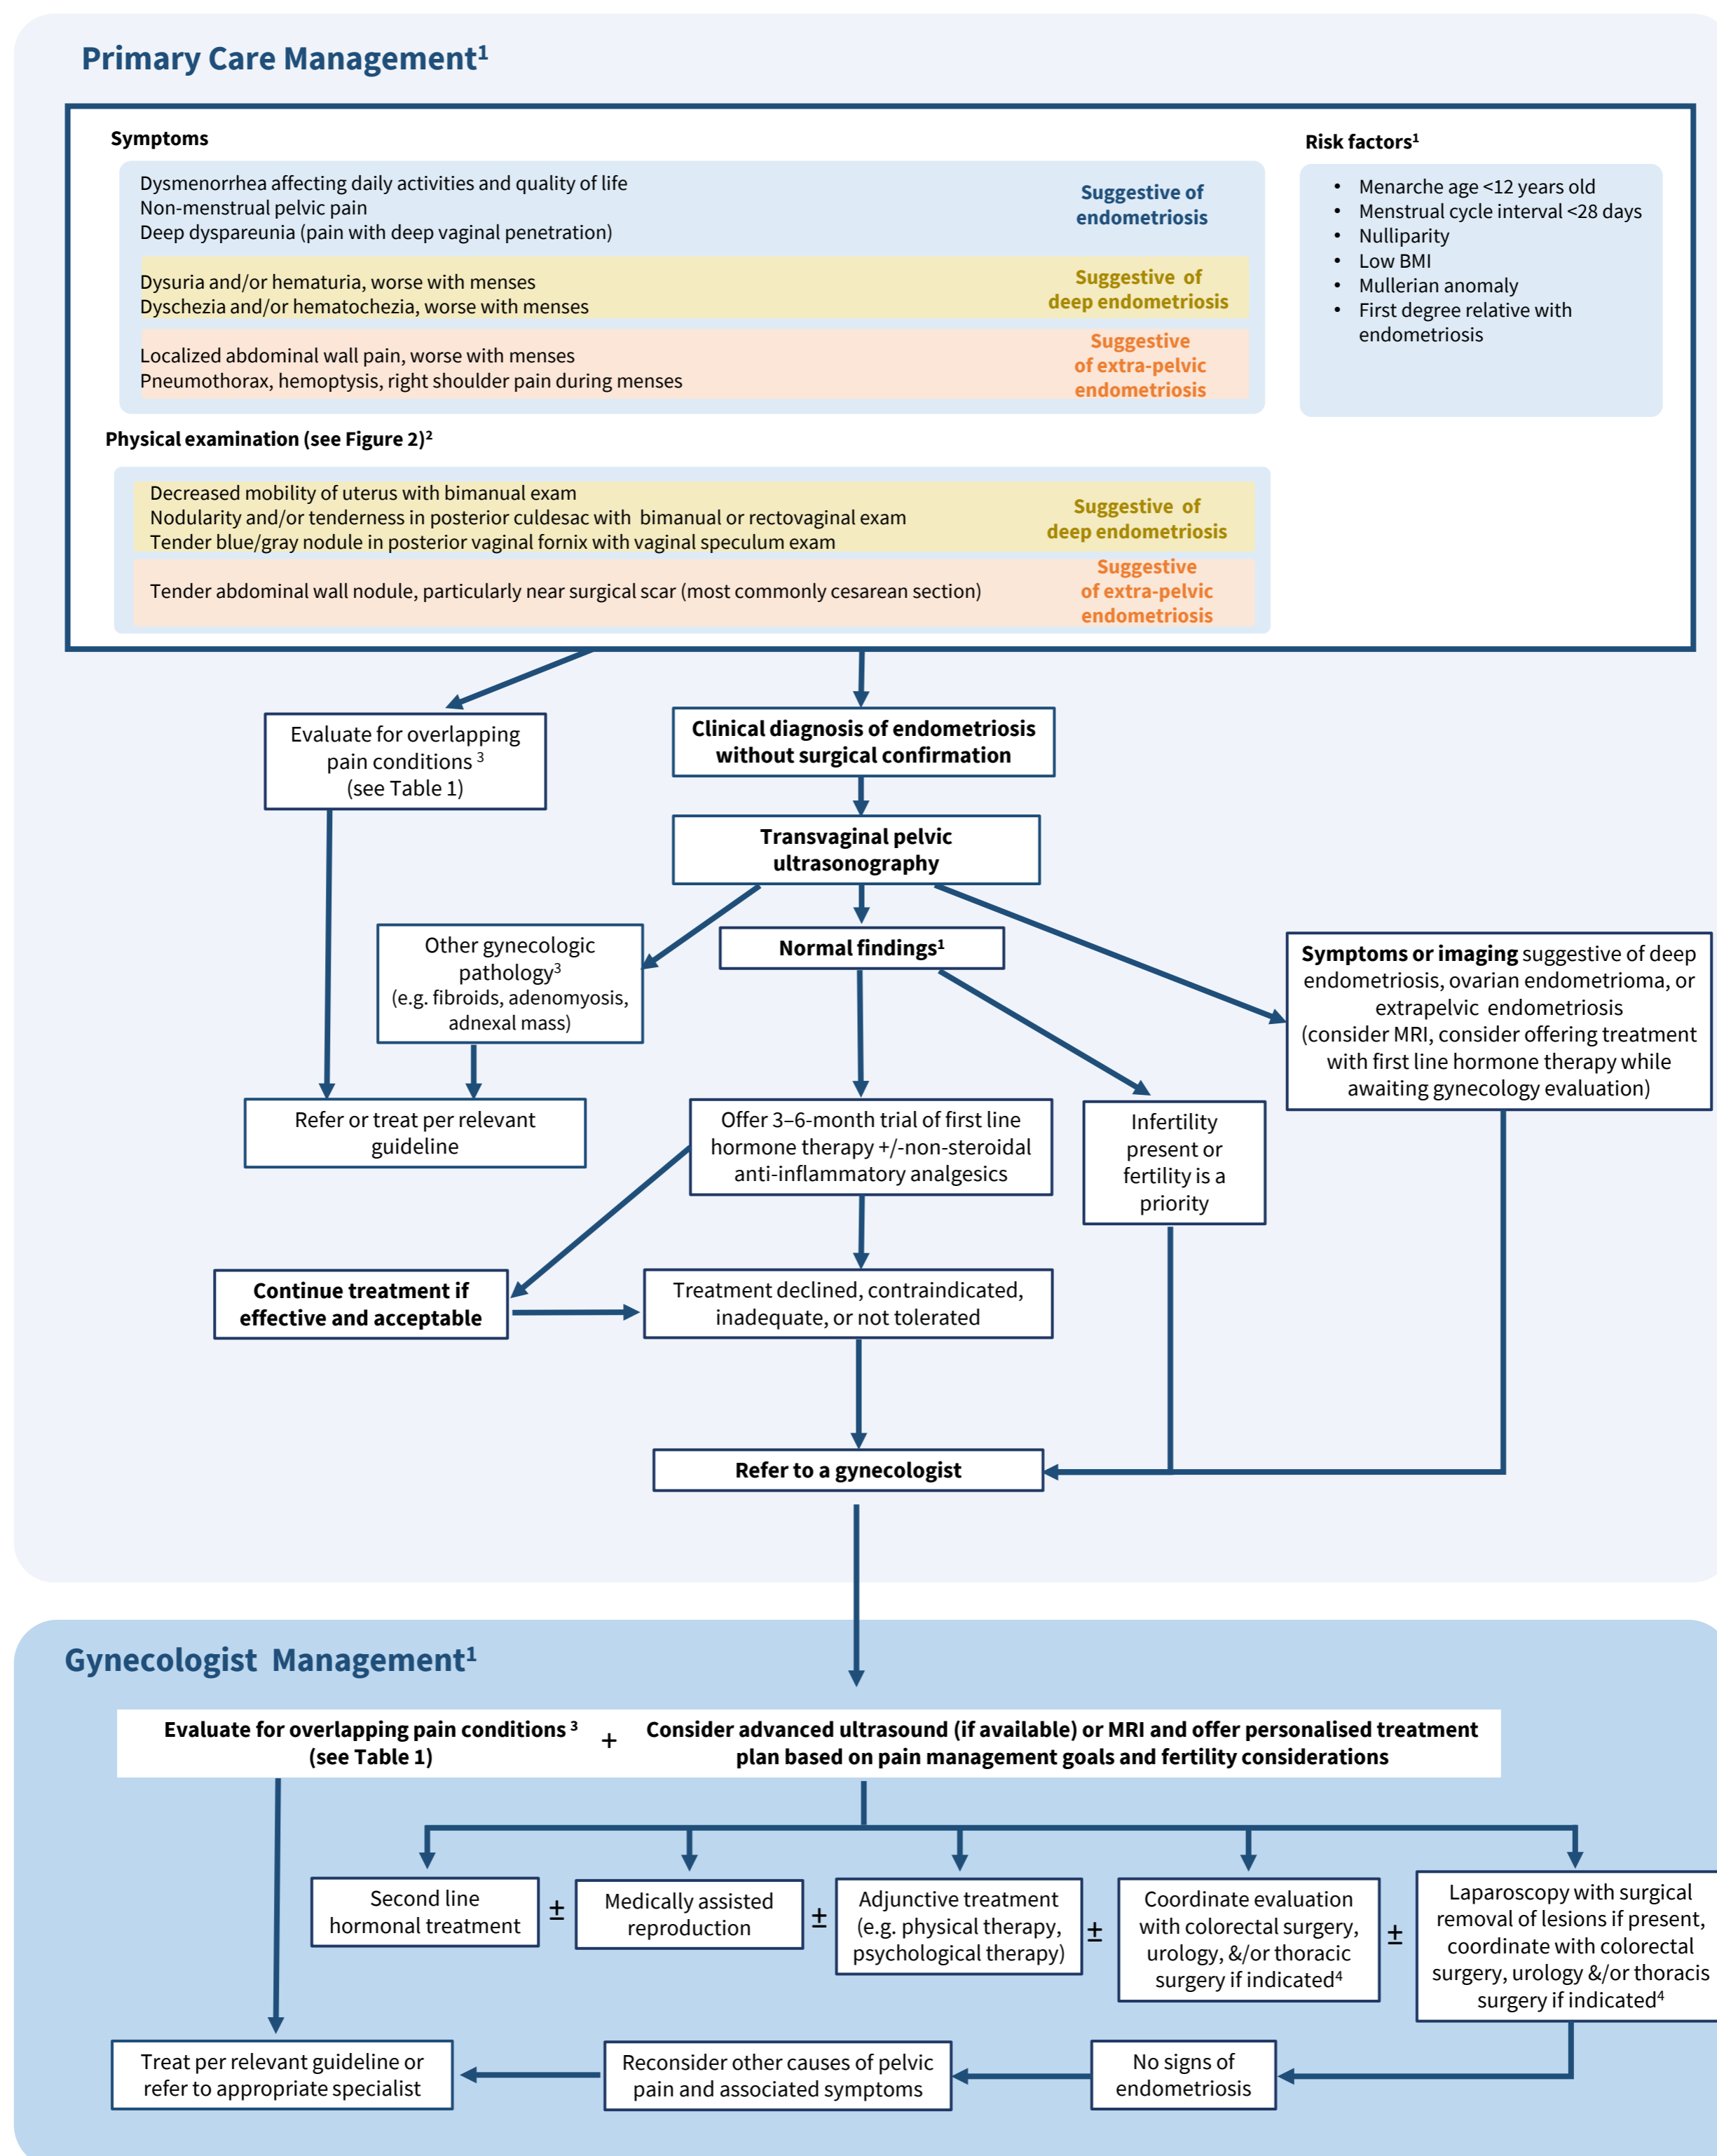 Primary Care Management¹
Symptoms
Dysmenorrhea affecting daily activities and quality of life
Non-menstrual pelvic pain
Deep dyspareunia (pain with deep vaginal penetration)
Suggestive of
endometriosis
Dysuria and/or hematuria, worse with menses
Dyschezia and/or hematochezia, worse with menses
Suggestive of
deep endometriosis
Localized abdominal wall pain, worse with menses
Pneumothorax, hemoptysis, right shoulder pain during menses
Suggestive
of extra-pelvic
endometriosis
Risk factors¹
• Menarche age <12 years old
• Menstrual cycle interval <28 days
• Nulliparity
• Low BMI
• Mullerian anomaly
• First degree relative with
endometriosis
Physical examination (see Figure 2)²
Decreased mobility of uterus with bimanual exam
Nodularity and/or tenderness in posterior culdesac with bimanual or rectovaginal exam
Tender blue/gray nodule in posterior vaginal fornix with vaginal speculum exam
Suggestive of
deep endometriosis
Tender abdominal wall nodule, particularly near surgical scar (most commonly cesarean section)
Suggestive
of extra-pelvic
endometriosis
Evaluate for overlapping
pain conditions ³
(see Table 1)
Clinical diagnosis of endometriosis
without surgical confirmation
Transvaginal pelvic
ultrasonography
Other gynecologic
pathology³
(e.g. fibroids, adenomyosis,
adnexal mass)
Normal findings¹
Symptoms or imaging suggestive of deep
endometriosis, ovarian endometrioma, or
extrapelvic endometriosis
(consider MRI, consider offering treatment
with first line hormone therapy while
awaiting gynecology evaluation)
Refer or treat per relevant
guideline
Offer 3–6-month trial of first line
hormone therapy +/-non-steroidal
anti-inflammatory analgesics
Infertility
present or
fertility is a
priority
Continue treatment if
effective and acceptable
Treatment declined, contraindicated,
inadequate, or not tolerated
Refer to a gynecologist
Gynecologist Management¹
Evaluate for overlapping pain conditions ³
(see Table 1)
+
Consider advanced ultrasound (if available) or MRI and offer personalised treatment
plan based on pain management goals and fertility considerations
Second line
hormonal treatment
±
Medically assisted
reproduction
±
Adjunctive treatment
(e.g. physical therapy,
psychological therapy)
±
Coordinate evaluation
with colorectal surgery,
urology, &/or thoracic
surgery if indicated⁴
±
Laparoscopy with surgical
removal of lesions if present,
coordinate with colorectal
surgery, urology &/or thoracis
surgery if indicated⁴
Treat per relevant guideline or
refer to appropriate specialist
Reconsider other causes of pelvic
pain and associated symptoms
No signs of
endometriosis